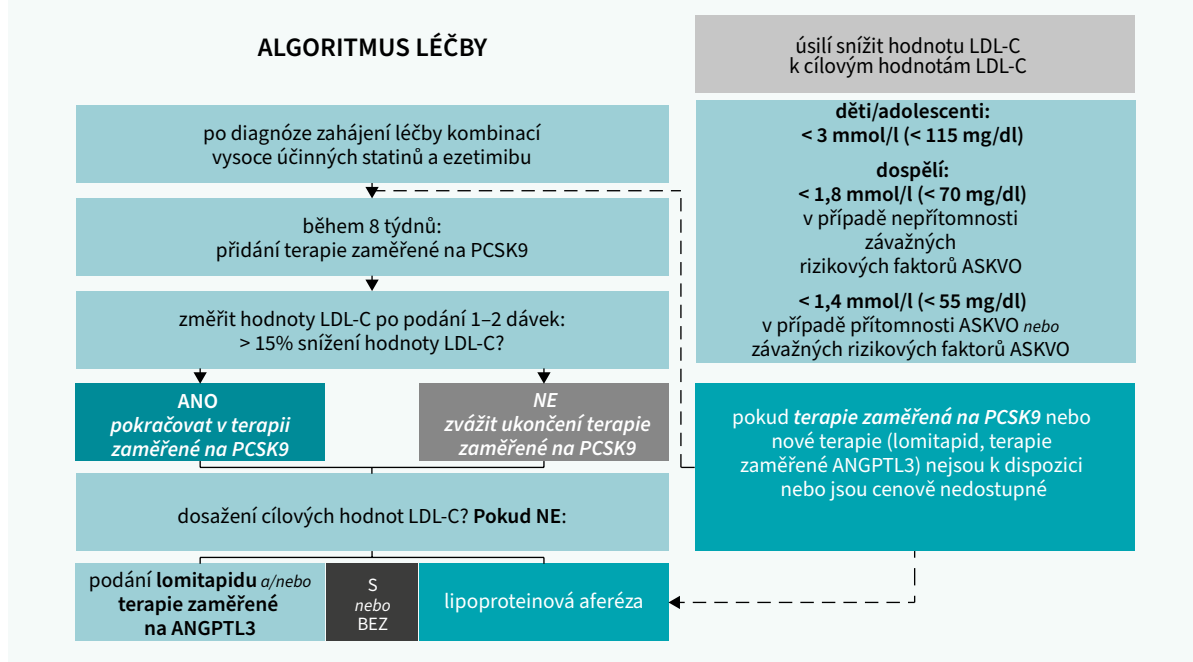 ALGORITMUS LÉČBY
po diagnóze zahájení léčby kombinací
vysoce účinných statinů a ezetimibu
během 8 týdnů:
přidání terapie zaměřené na PCSK9
změřit hodnoty LDL-C po podání 1–2 dávek:
> 15% snížení hodnoty LDL-C?
ANO
pokračovat v terapii
zaměřené na PCSK9
NE
zvážit ukončení terapie
zaměřené na PCSK9
dosažení cílových hodnot LDL-C? Pokud NE:
podání lomitapidu a/nebo
terapie zaměřené
na ANGPTL3
S
nebo
BEZ
lipoproteinová aferéza
úsilí snížit hodnotu LDL-C
k cílovým hodnotám LDL-C
děti/adolescenti:
< 3 mmol/l (< 115 mg/dl)
dospělí:
< 1,8 mmol/l (< 70 mg/dl)
v případě nepřítomnosti
závažných
rizikových faktorů ASKVO
< 1,4 mmol/l (< 55 mg/dl)
v případě přítomnosti ASKVO nebo
závažných rizikových faktorů ASKVO
pokud terapie zaměřená na PCSK9 nebo
nové terapie (lomitapid, terapie
zaměřené ANGPTL3) nejsou k dispozici
nebo jsou cenově nedostupné